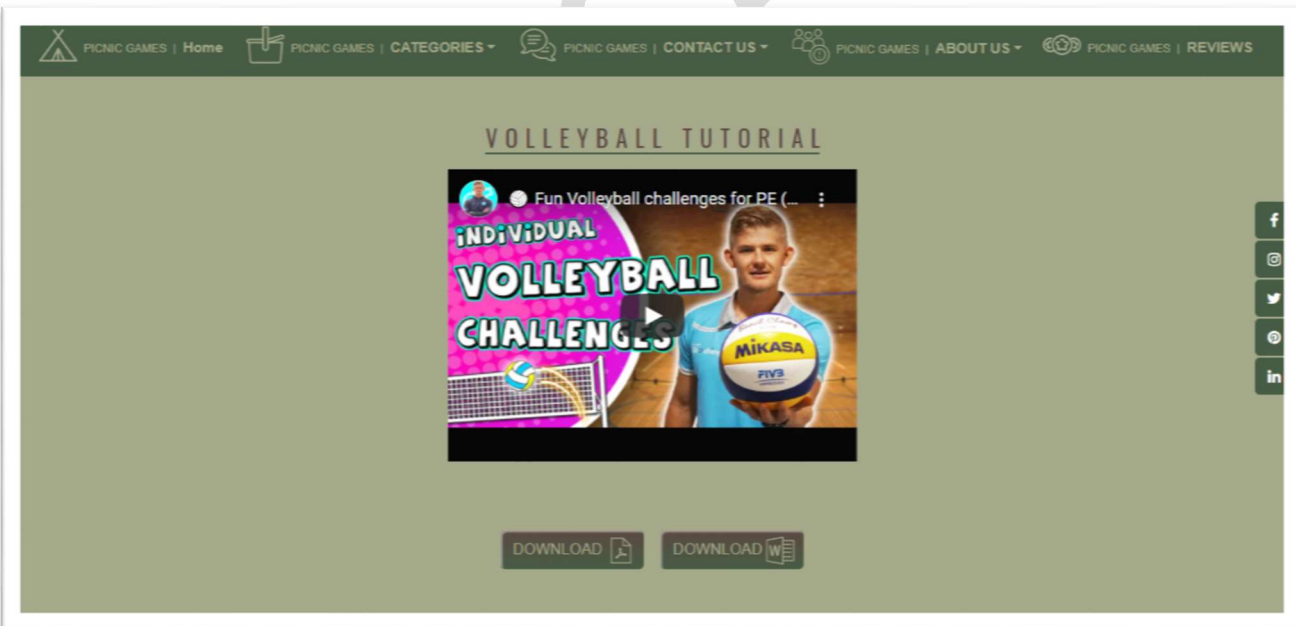 PICNIC GAMES | Home PICNIC GAMES | CATEGORIES PICNIC GAMES | CONTACT US PICNIC GAMES | ABOUT US PICNIC GAMES | REVIEWS
VOLLEYBALL TUTORIAL
Fun Volleyball challenges for PE (...
INDIVIDUAL
VOLLEYBALL
CHALLENGES
MIKASA
FIVB
DOWNLOAD DOWNLOAD